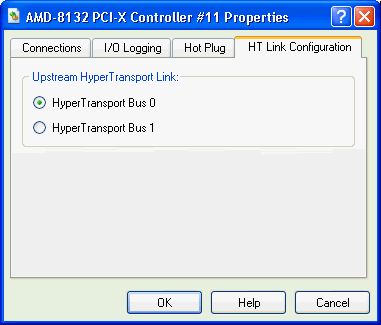 AMD-8132 PCI-X Controller #11 Properties
Connections I/O Logging Hot Plug HT Link Configuration
Upstream HyperTransport Link:
HyperTransport Bus 0
HyperTransport Bus 1
OK Help Cancel